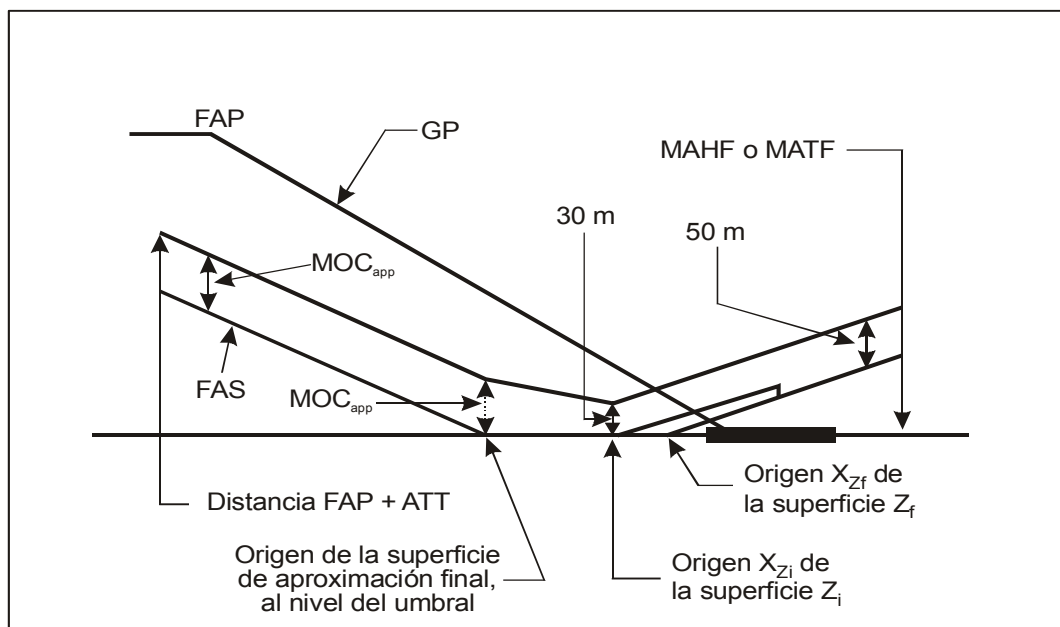 FAP
GP
MAHF o MATF
30 m
50 m
MOCapp
FAS
MOCapp
Distancia FAP + ATT
Origen XZf de
la superficie Zf
Origen de la superficie
de aproximación final,
al nivel del umbral
Origen XZi de
la superficie Zi